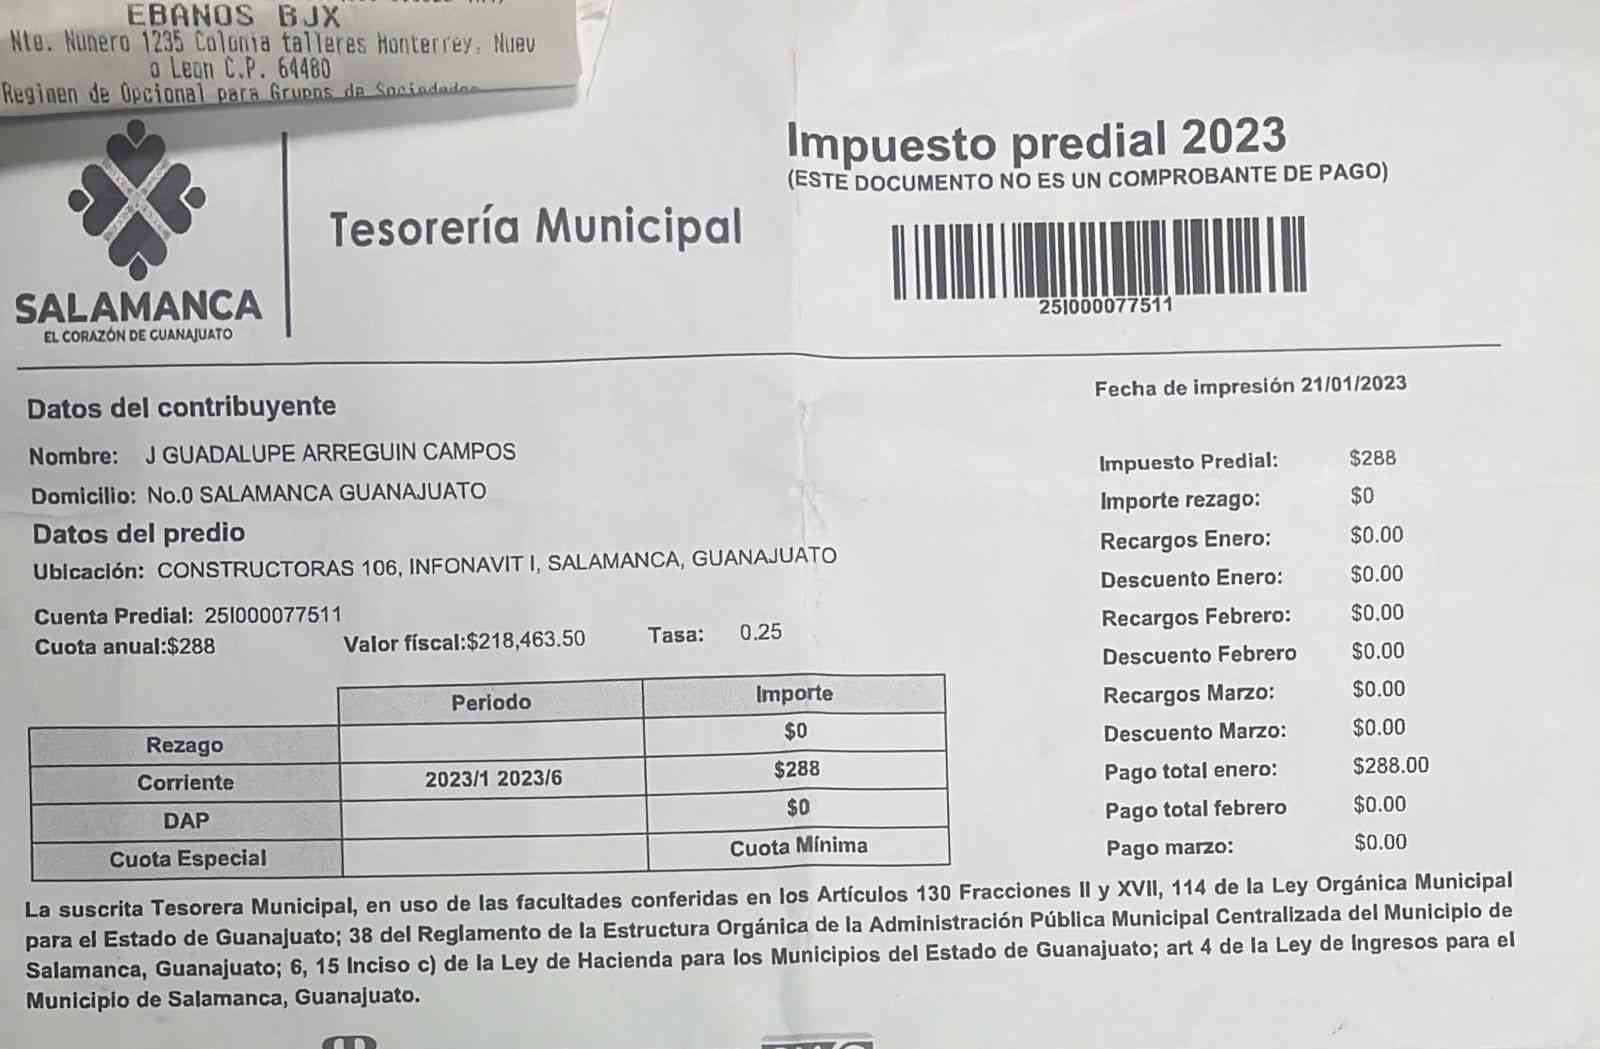 EBANOS BJX
Nte. Numero 1235 Colonia talleres Monterrey, Nuev
o Leon C.P. 64480
Regimen de Opcional para Grupos de Sociedades
SALAMANCA
EL CORAZÓN DE GUANAJUATO
Tesorería Municipal
Impuesto predial 2023
(ESTE DOCUMENTO NO ES UN COMPROBANTE DE PAGO)
25I000077511
Fecha de impresión 21/01/2023
Datos del contribuyente
Nombre: J GUADALUPE ARREGUIN CAMPOS
Domicilio: No.0 SALAMANCA GUANAJUATO
Datos del predio
Ubicación: CONSTRUCTORAS 106, INFONAVIT I, SALAMANCA, GUANAJUATO
Cuenta Predial: 25I000077511
Cuota anual:$288 Valor físcal:$218,463.50 Tasa: 0.25
Periodo Importe
Rezago $0
Corriente 2023/1 2023/6 $288
DAP $0
Cuota Especial Cuota Mínima
Impuesto Predial: $288
Importe rezago: $0
Recargos Enero: $0.00
Descuento Enero: $0.00
Recargos Febrero: $0.00
Descuento Febrero $0.00
Recargos Marzo: $0.00
Descuento Marzo: $0.00
Pago total enero: $288.00
Pago total febrero $0.00
Pago marzo: $0.00
La suscrita Tesorera Municipal, en uso de las facultades conferidas en los Artículos 130 Fracciones II y XVII, 114 de la Ley Orgánica Municipal
para el Estado de Guanajuato; 38 del Reglamento de la Estructura Orgánica de la Administración Pública Municipal Centralizada del Municipio de
Salamanca, Guanajuato; 6, 15 Inciso c) de la Ley de Hacienda para los Municipios del Estado de Guanajuato; art 4 de la Ley de Ingresos para el
Municipio de Salamanca, Guanajuato.